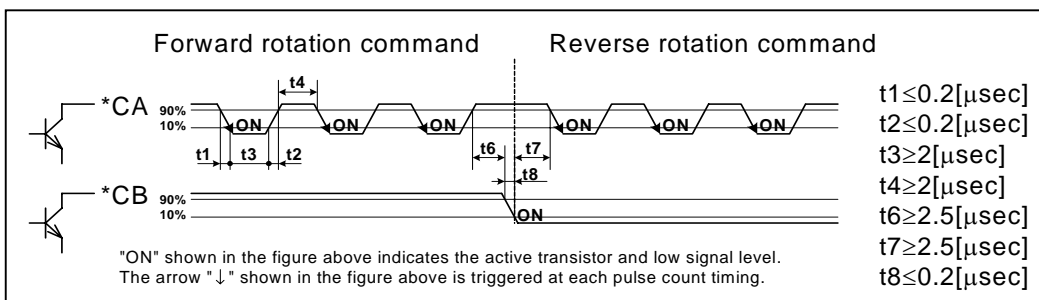 Forward rotation command
Reverse rotation command
t4
*CA
90%
10%
ON
ON
ON
ON
ON
ON
ON
t1
t3
t2
t6
t7
t8
*CB
90%
10%
ON
"ON" shown in the figure above indicates the active transistor and low signal level.
The arrow "↓" shown in the figure above is triggered at each pulse count timing.
t1≤0.2[μsec]
t2≤0.2[μsec]
t3≥2[μsec]
t4≥2[μsec]
t6≥2.5[μsec]
t7≥2.5[μsec]
t8≤0.2[μsec]